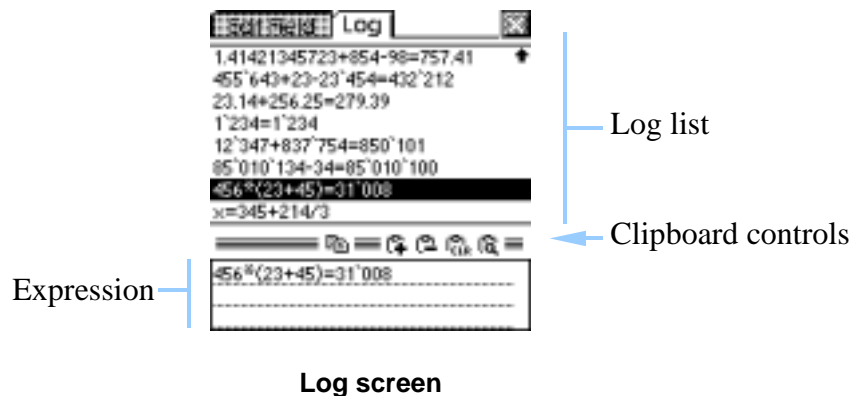 Edit field Log
1.41421345723+854-98=757.41
455`643+23-23`454=432`212
23.14+256.25=279.39
1`234=1`234
12`347+837`754=850`101
85`010`134-34=85`010`100
456*(23+45)=31`008
x=345+214/3
Log list
Clipboard controls
CLR
456*(23+45)=31`008
Expression
Log screen